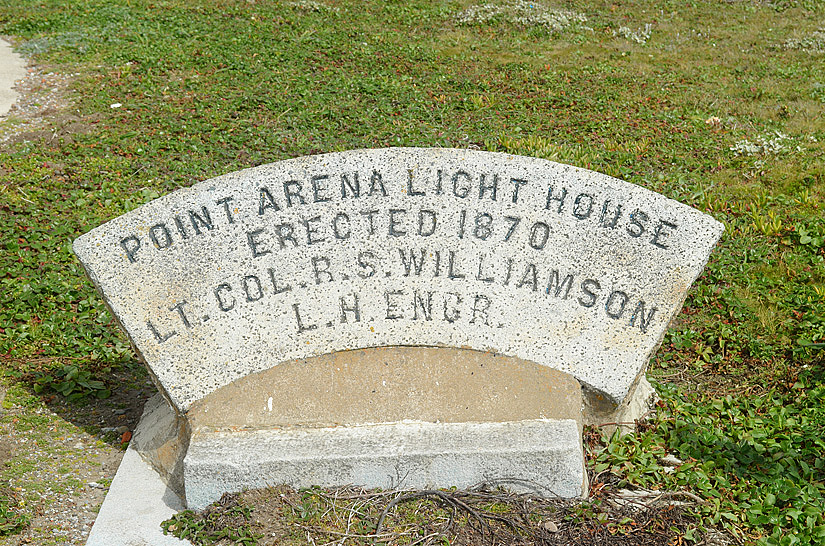 POINT ARENA LIGHT HOUSE
ERECTED 1870
LT. COL. R. S. WILLIAMSON
L. H. ENGR.